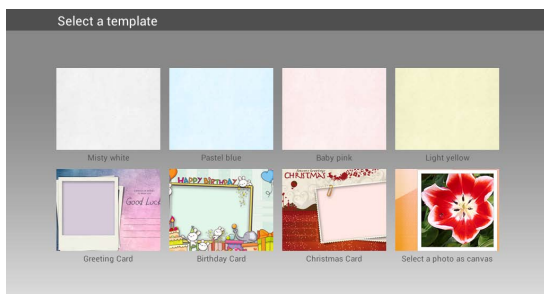 Select a template
Misty white
Pastel blue
Baby pink
Light yellow
Good Luck
HAPPY BIRTHDAY
CHRISTMAS
Greeting Card
Birthday Card
Christmas Card
Select a photo as canvas